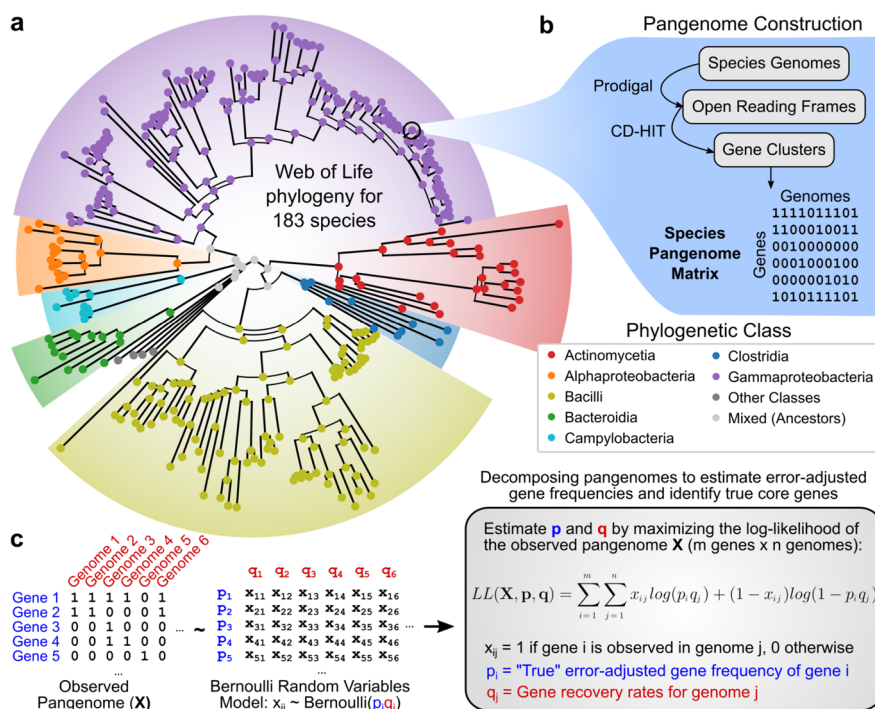 a
Web of Life
phylogeny for
183 species
b
Pangenome Construction
Species Genomes
Prodigal
Open Reading Frames
CD-HIT
Gene Clusters
Genomes
Genes
1111011101
1100010011
0010000000
0001000100
0000001010
1010111101
Species
Pangenome
Matrix
Phylogenetic Class
Actinomycetia
Alphaproteobacteria
Bacilli
Bacteroidia
Campylobacteria
Clostridia
Gammaproteobacteria
Other Classes
Mixed (Ancestors)
c
Genome 1
Genome 2
Genome 3
Genome 4
Genome 5
Genome 6
Gene 1 1 1 1 1 0 1
Gene 2 1 1 0 0 0 1
Gene 3 0 0 1 0 0 0 ...
Gene 4 0 0 1 1 0 0
Gene 5 0 0 0 0 1 0
...
Observed
Pangenome (X)
~
q₁ q₂ q₃ q₄ q₅ q₆
p₁ x₁₁ x₁₂ x₁₃ x₁₄ x₁₅ x₁₆
p₂ x₂₁ x₂₂ x₂₃ x₂₄ x₂₅ x₂₆
p₃ x₃₁ x₃₂ x₃₃ x₃₄ x₃₅ x₃₆ ...
p₄ x₄₁ x₄₂ x₄₃ x₄₄ x₄₅ x₄₆
p₅ x₅₁ x₅₂ x₅₃ x₅₄ x₅₅ x₅₆
...
Bernoulli Random Variables
Model: xᵢⱼ ~ Bernoulli(pᵢqⱼ)
Decomposing pangenomes to estimate error-adjusted
gene frequencies and identify true core genes
Estimate p and q by maximizing the log-likelihood of
the observed pangenome X (m genes x n genomes):
LL(X, p, q) = ∑_{i=1}^{m} ∑_{j=1}^{n} xᵢⱼlog(pᵢqⱼ) + (1 − xᵢⱼ)log(1 − pᵢqⱼ)
xᵢⱼ = 1 if gene i is observed in genome j, 0 otherwise
pᵢ = "True" error-adjusted gene frequency of gene i
qⱼ = Gene recovery rates for genome j